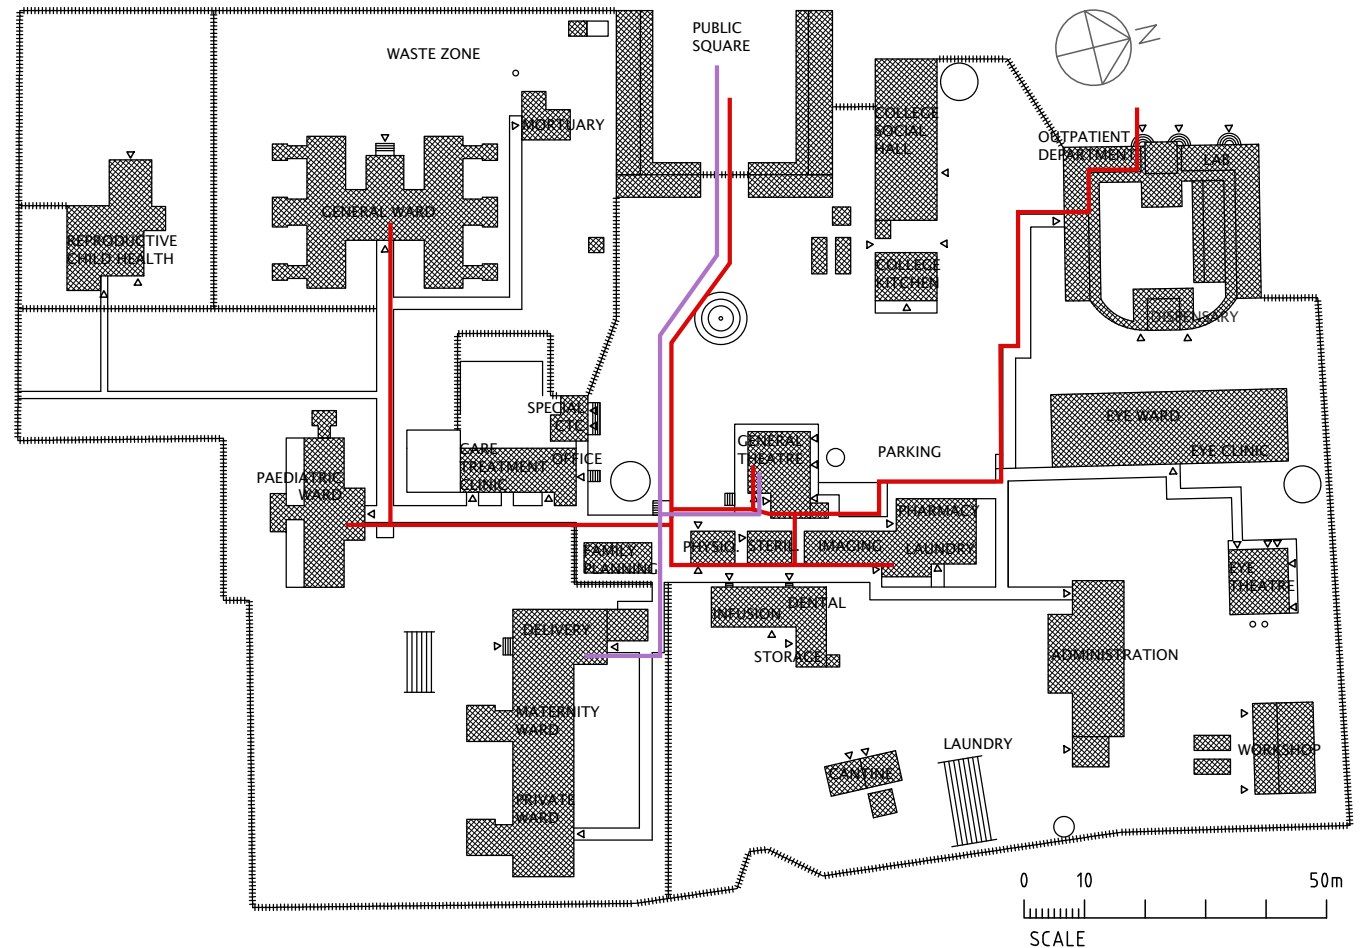 PUBLIC
SQUARE
N
WASTE ZONE
MORTUARY
COLLEGE
SOCIAL
HALL
OUTPATIENT
DEPARTMENT
LAB
GENERAL WARD
REPRODUCTIVE
CHILD HEALTH
COLLEGE
KITCHEN
DISPENSARY
SPECIAL
CTC
EYE WARD
EYE CLINIC
GENERAL
THEATRE
PARKING
CARE
TREATMENT
CLINIC
OFFICE
PAEDIATRIC
WARD
PHARMACY
FAMILY
PLANNING
PHYSIO.
STERIL.
IMAGING
LAUNDRY
EYE
THEATRE
INFUSION
DENTAL
STORAGE
DELIVERY
ADMINISTRATION
MATERNITY
WARD
LAUNDRY
WORKSHOP
CANTINE
PRIVATE
WARD
0 10 50m
SCALE